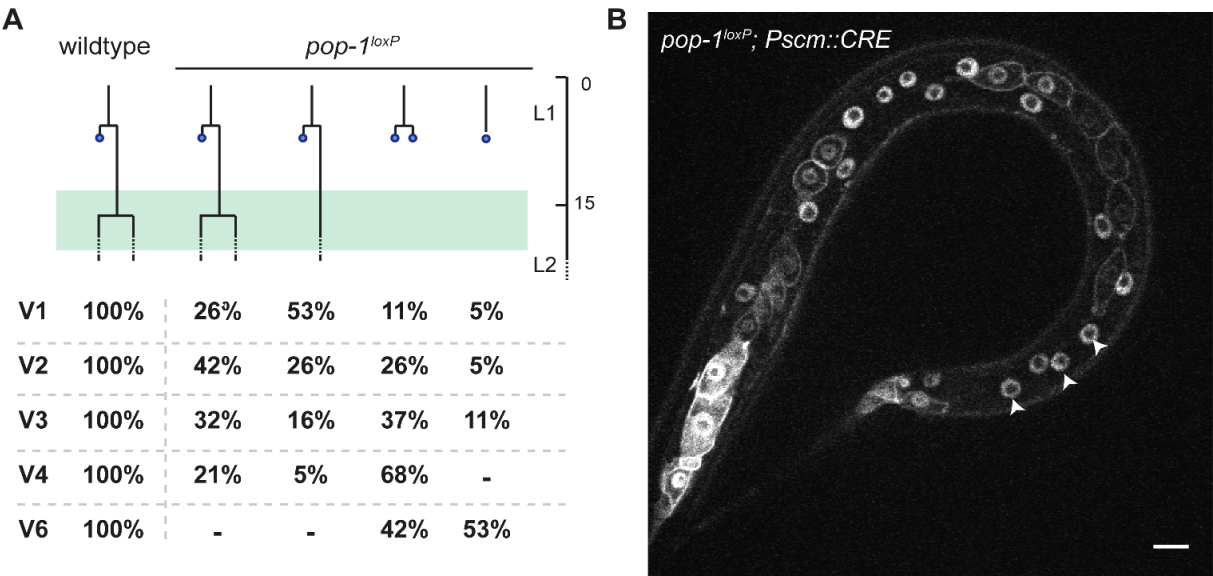 A
wildtype pop-1loxP
0
L1
15
L2
V1 100% 26% 53% 11% 5%
V2 100% 42% 26% 26% 5%
V3 100% 32% 16% 37% 11%
V4 100% 21% 5% 68% -
V6 100% - - 42% 53%
B
pop-1loxP; Pscm::CRE